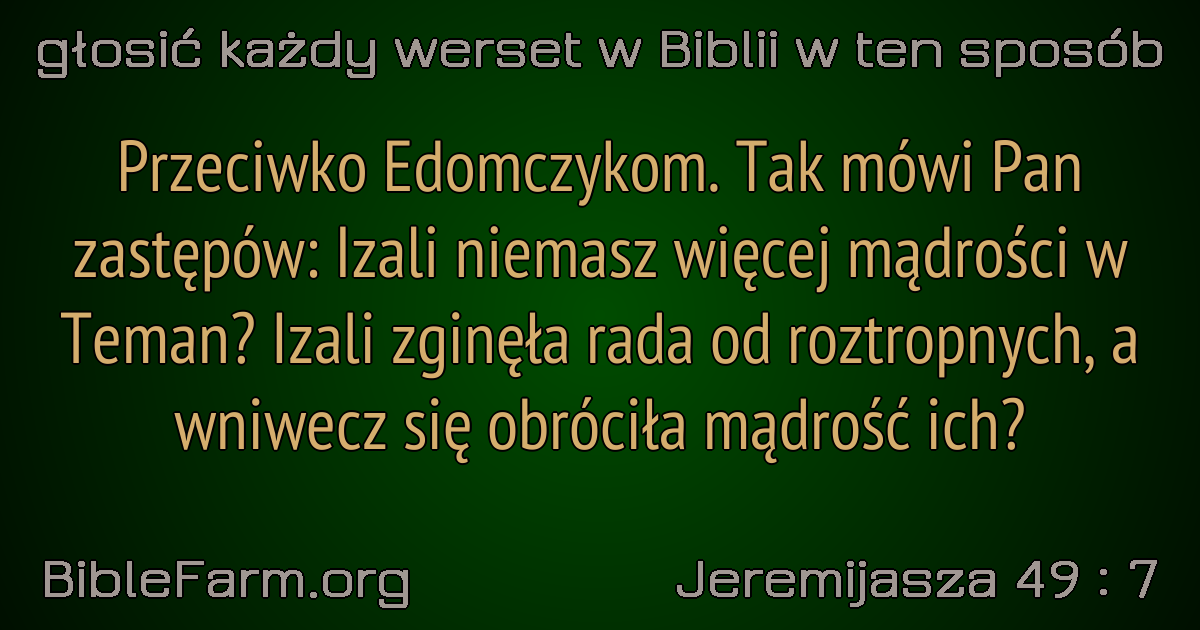 głosić każdy werset w Biblii w ten sposób
Przeciwko Edomczykom. Tak mówi Pan
zastępów: Izali niemasz więcej mądrości w
Teman? Izali zginęła rada od roztropnych, a
wniwecz się obróciła mądrość ich?
BibleFarm.org
Jeremijasza 49 : 7